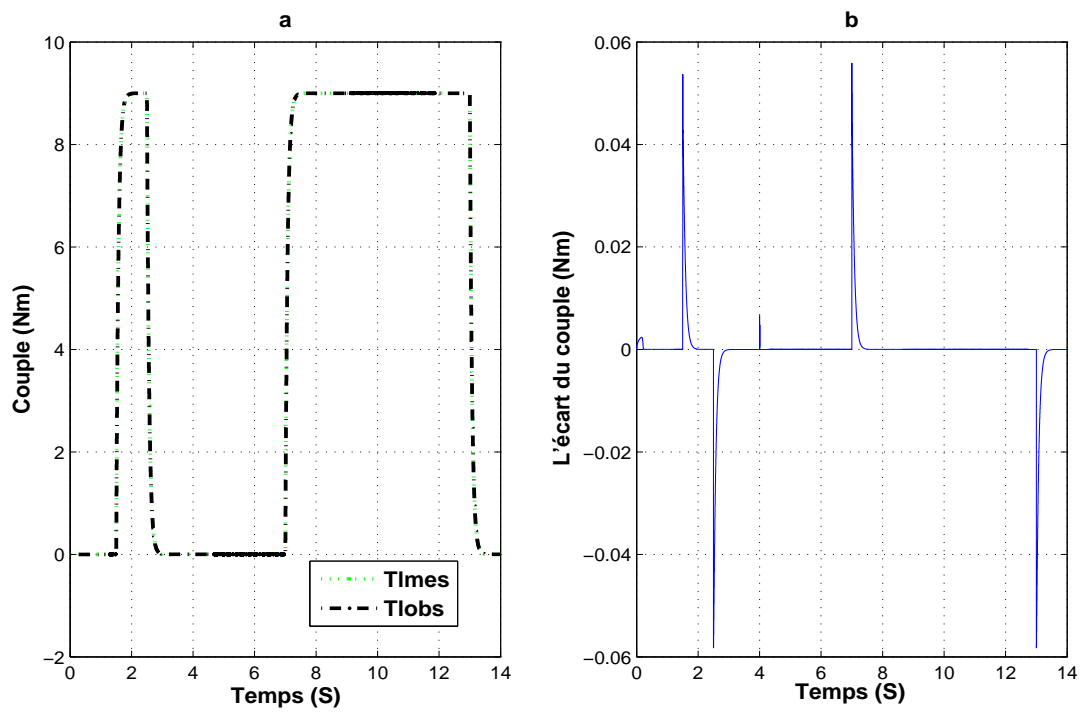 a
10
8
6
4
2
0
−2
0 2 4 6 8 10 12 14
Couple (Nm)
Temps (S)
Tlmes
Tlobs
b
0.06
0.04
0.02
0
−0.02
−0.04
−0.06
0 2 4 6 8 10 12 14
L'écart du couple (Nm)
Temps (S)